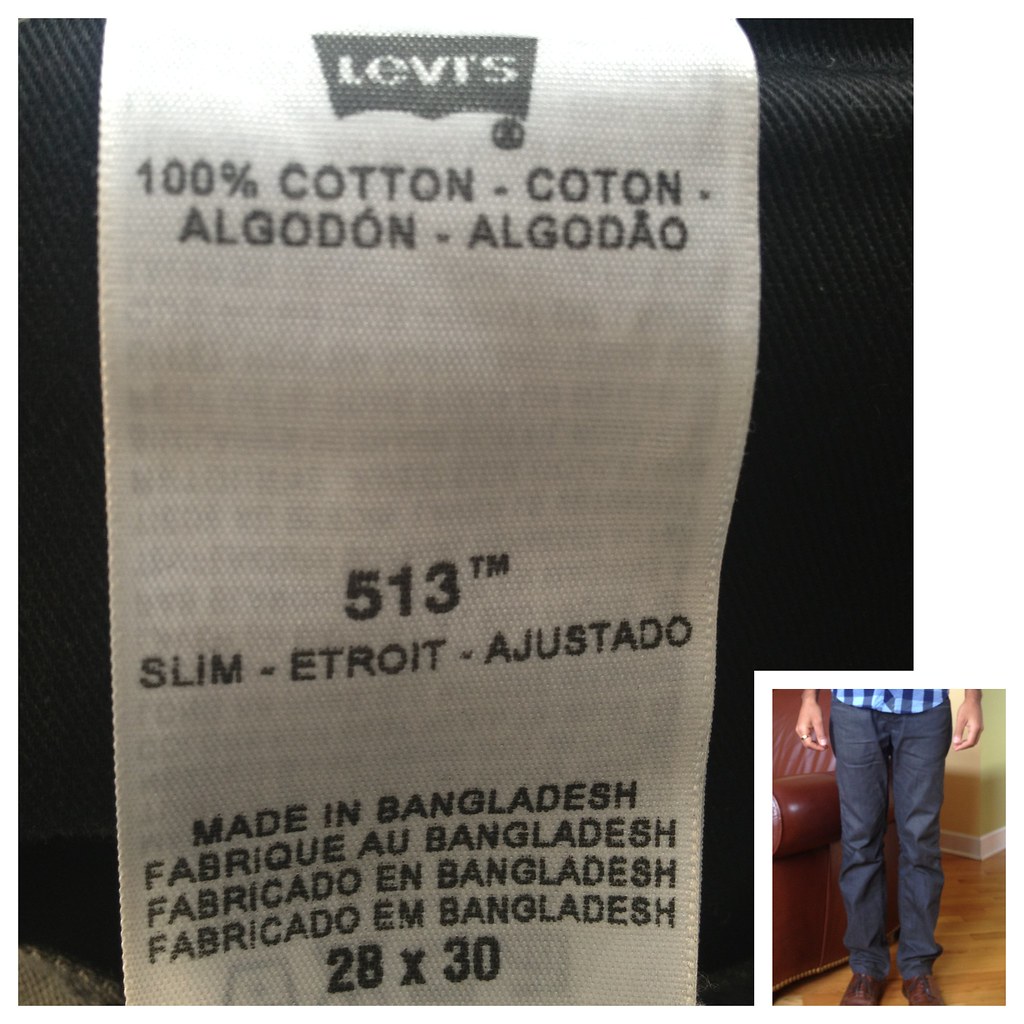 LEVI'S
®
100% COTTON - COTON -
ALGODÓN - ALGODÃO
513™
SLIM - ETROIT - AJUSTADO
MADE IN BANGLADESH
FABRIQUE AU BANGLADESH
FABRICADO EN BANGLADESH
FABRICADO EM BANGLADESH
28 x 30